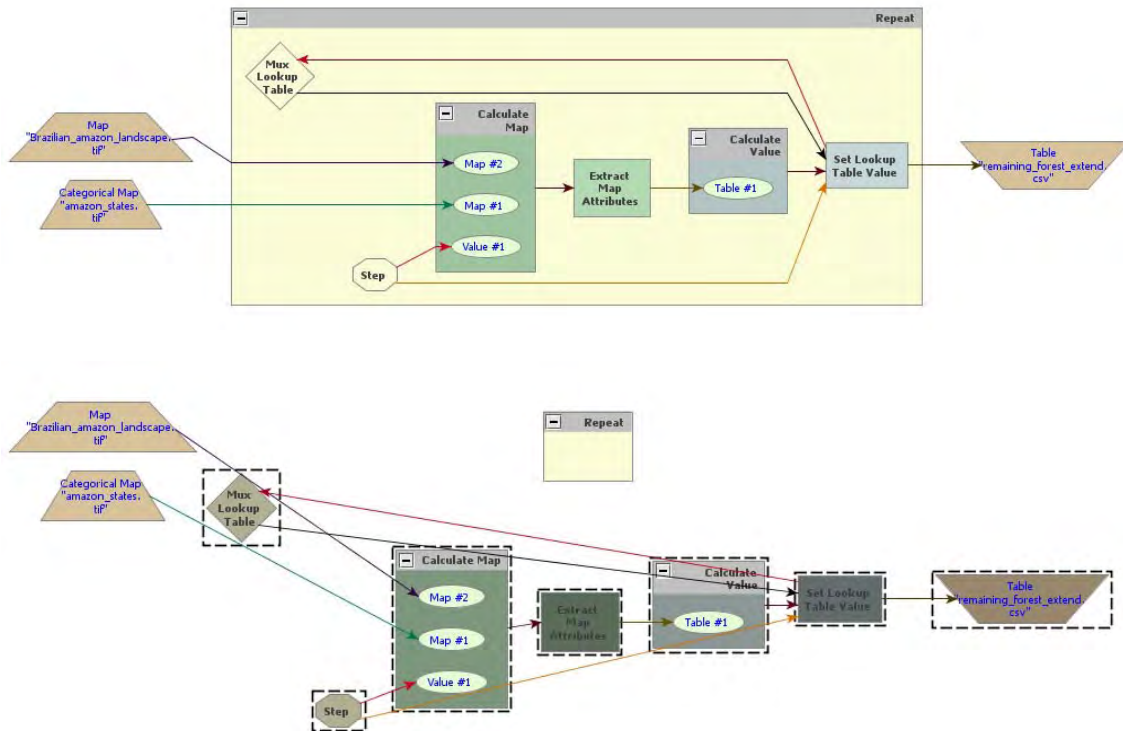 Repeat
Mux
Lookup
Table
Map
"Brazilian_amazon_landscape.
tif"
Categorical Map
"amazon_states.
tif"
Calculate
Map
Map #2
Map #1
Value #1
Step
Extract
Map
Attributes
Calculate
Value
Table #1
Set Lookup
Table Value
Table
"remaining_forest_extend.
csv"
Map
"Brazilian_amazon_landscape.
tif"
Categorical Map
"amazon_states.
tif"
Repeat
Mux
Lookup
Table
Calculate Map
Map #2
Map #1
Value #1
Step
Extract
Map
Attributes
Calculate
Value
Table #1
Set Lookup
Table Value
Table
"remaining_forest_extend.
csv"